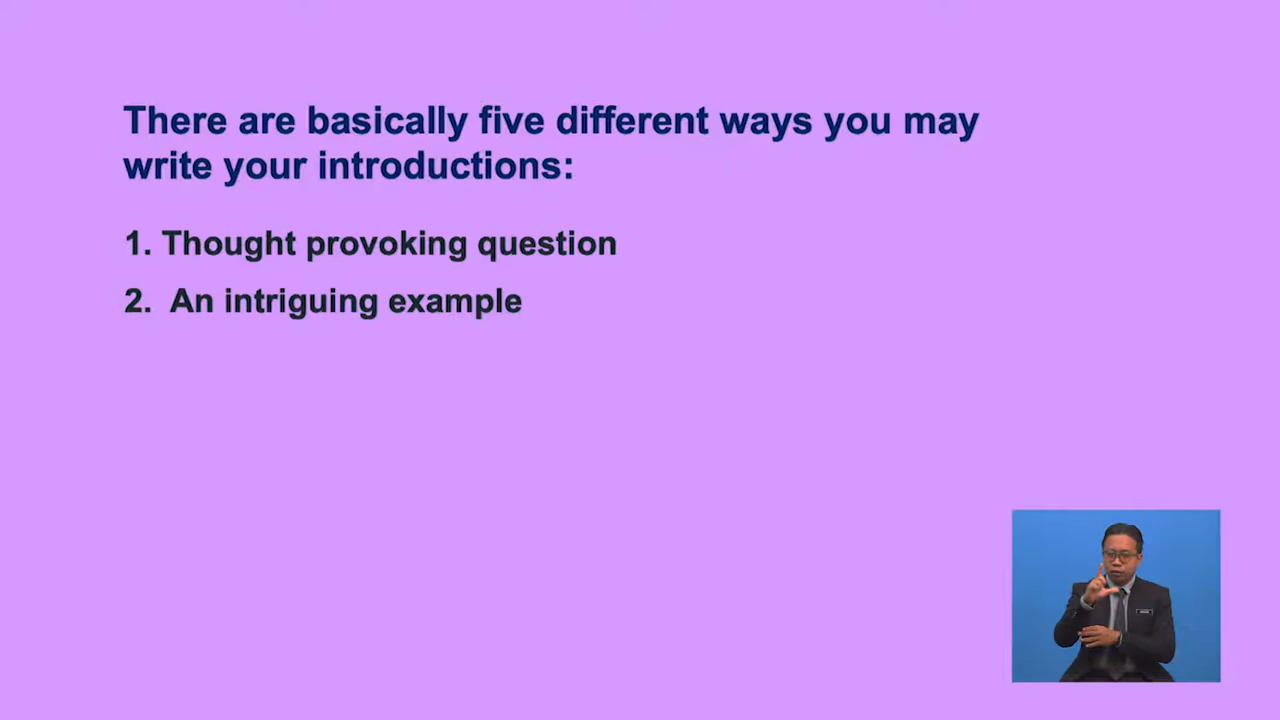 There are basically five different ways you may
write your introductions:
1. Thought provoking question
2. An intriguing example